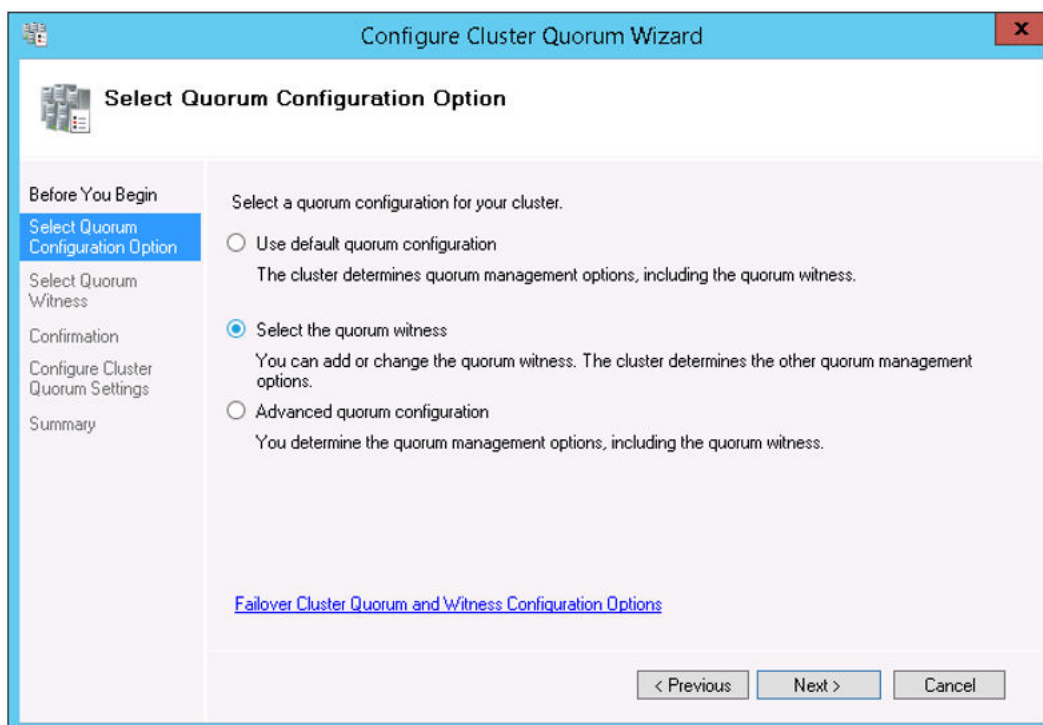 Configure Cluster Quorum Wizard
x
Select Quorum Configuration Option
Before You Begin
Select Quorum
Configuration Option
Select Quorum
Witness
Confirmation
Configure Cluster
Quorum Settings
Summary
Select a quorum configuration for your cluster.
Use default quorum configuration
The cluster determines quorum management options, including the quorum witness.
Select the quorum witness
You can add or change the quorum witness. The cluster determines the other quorum management
options.
Advanced quorum configuration
You determine the quorum management options, including the quorum witness.
Failover Cluster Quorum and Witness Configuration Options
< Previous
Next >
Cancel